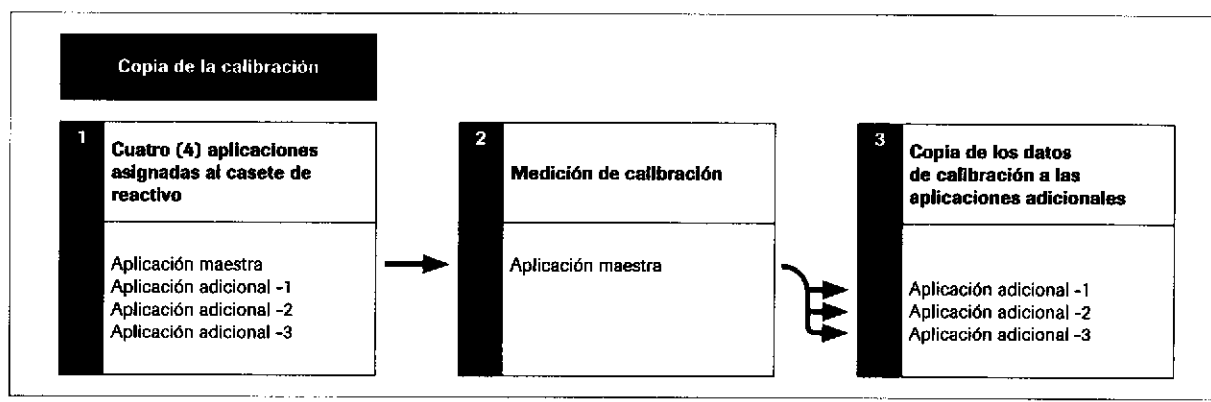 Copia de la calibración
1
Cuatro (4) aplicaciones
asignadas al casete de
reactivo
Aplicación maestra
Aplicación adicional -1
Aplicación adicional -2
Aplicación adicional -3
2
Medición de calibración
Aplicación maestra
3
Copia de los datos
de calibración a las
aplicaciones adicionales
Aplicación adicional -1
Aplicación adicional -2
Aplicación adicional -3